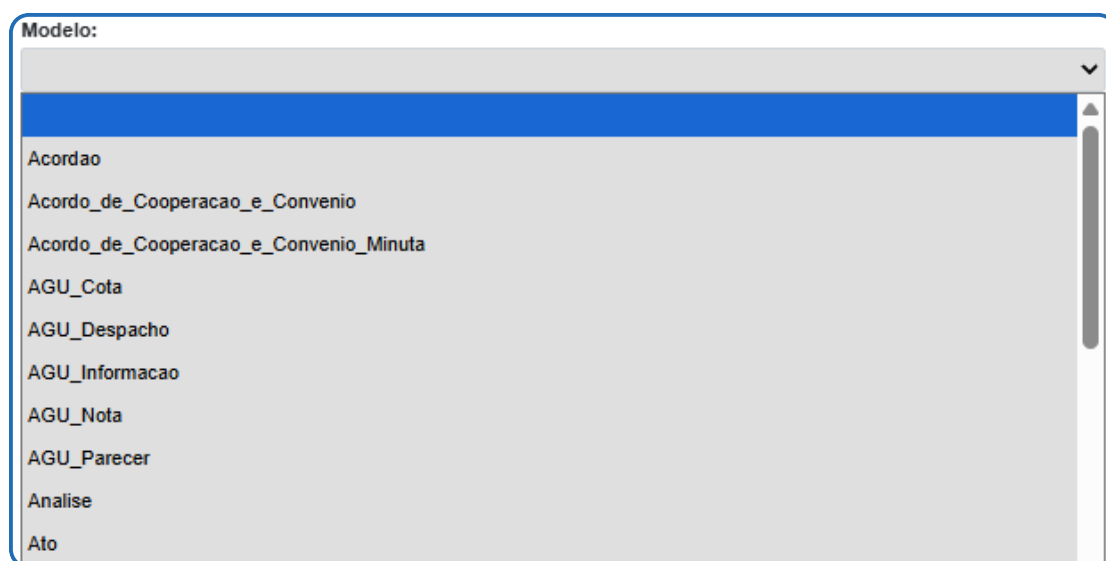 Modelo:
Acordao
Acordo_de_Cooperacao_e_Convenio
Acordo_de_Cooperacao_e_Convenio_Minuta
AGU_Cota
AGU_Despacho
AGU_Informacao
AGU_Nota
AGU_Parecer
Analise
Ato